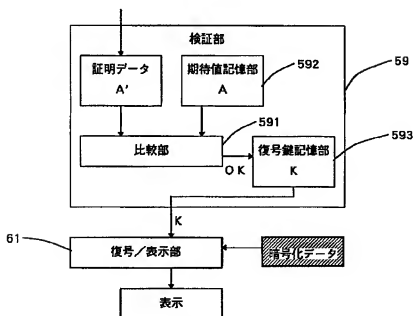 検証部
証明データ
A'
期待値記憶部
A
592
59
591
593
比較部
OK
復号鍵記憶部
K
K
61
復号/表示部
暗号化データ
表示